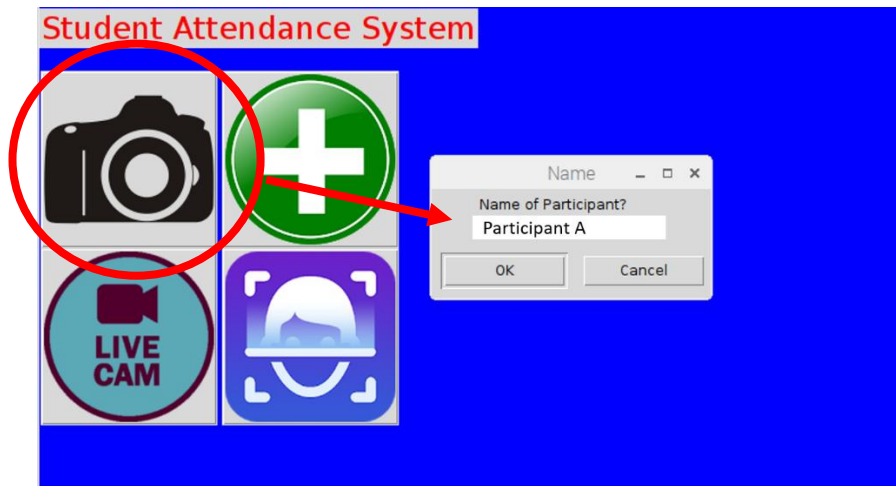 Student Attendance System
Name
Name of Participant?
Participant A
OK
Cancel
LIVE
CAM